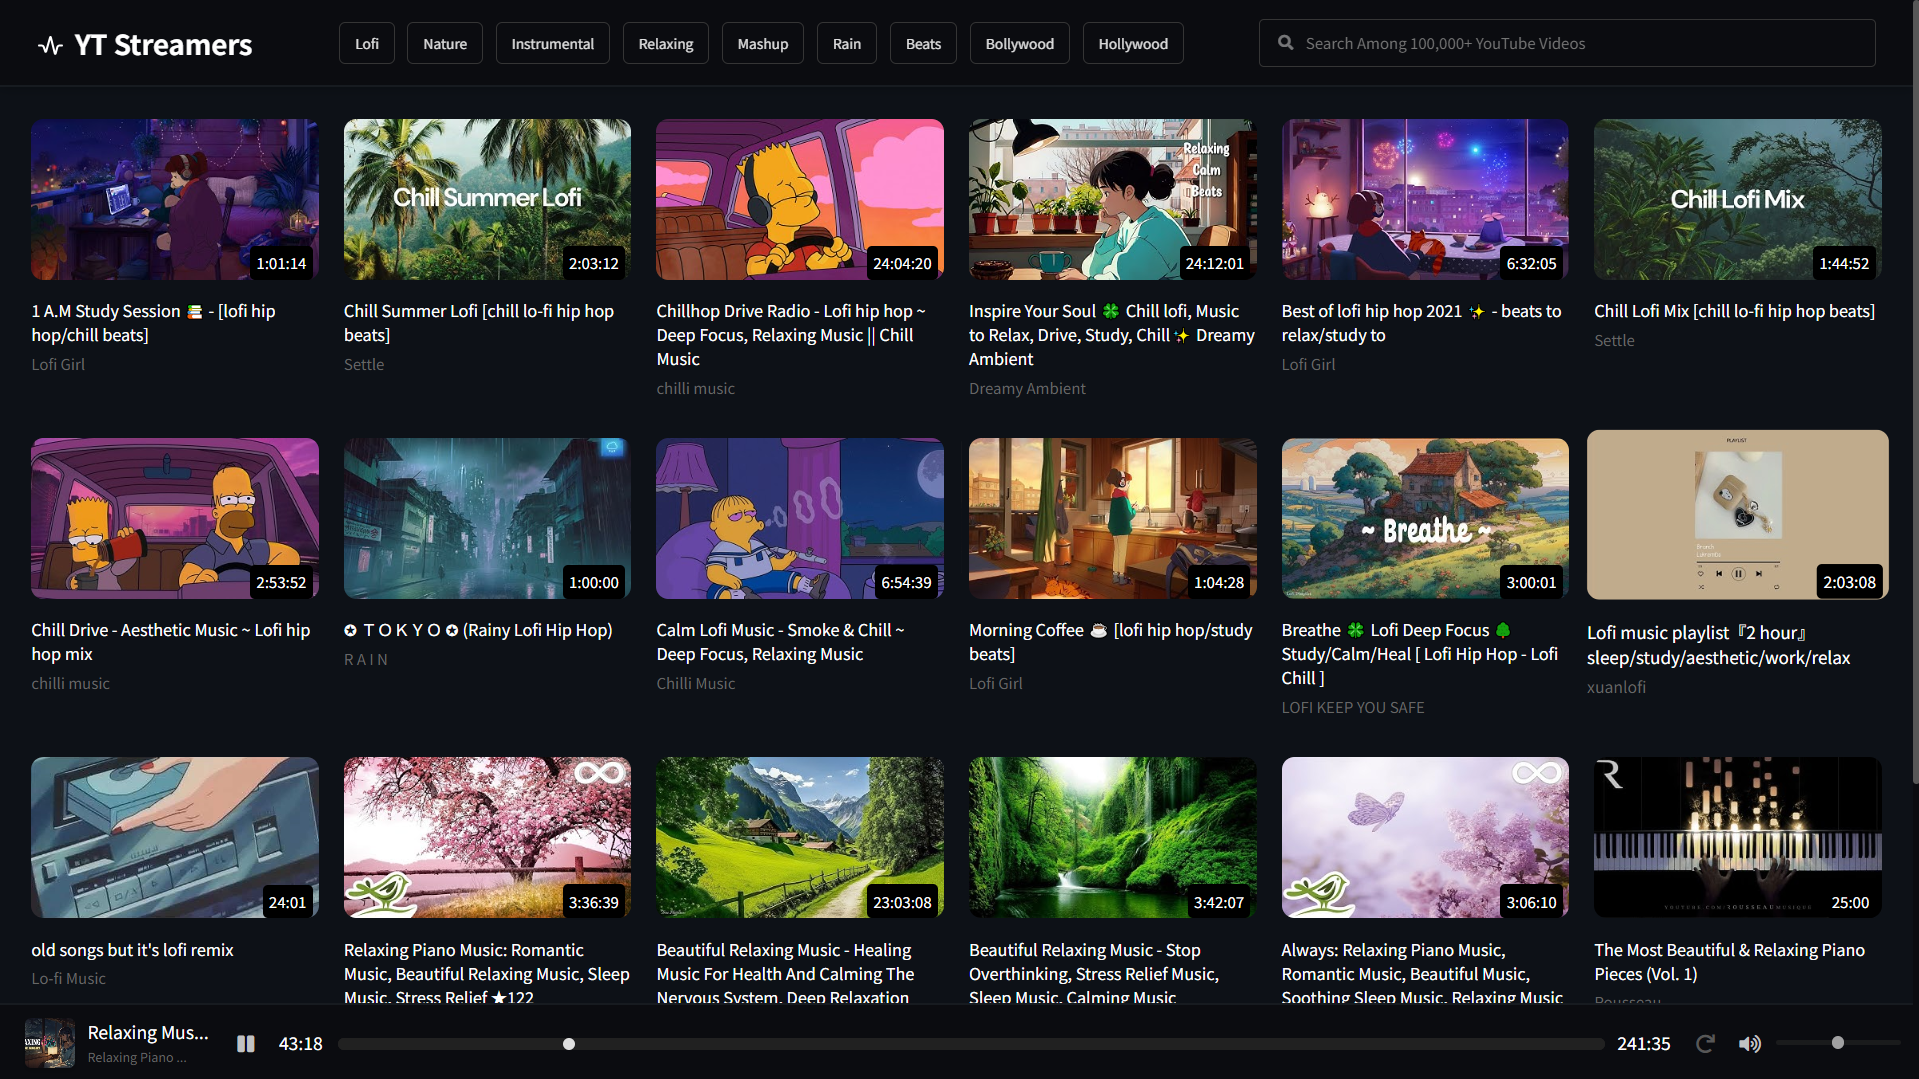 YT Streamers
Lofi
Nature
Instrumental
Relaxing
Mashup
Rain
Beats
Bollywood
Hollywood
Search Among 100,000+ YouTube Videos
1:01:14
Chill Summer Lofi
2:03:12
24:04:20
Relaxing
Calm
Beats
24:12:01
6:32:05
Chill Lofi Mix
1:44:52
1 A.M Study Session 📚 - [lofi hip
hop/chill beats]
Lofi Girl
Chill Summer Lofi [chill lo-fi hip hop
beats]
Settle
Chillhop Drive Radio - Lofi hip hop ~
Deep Focus, Relaxing Music || Chill
Music
chilli music
Inspire Your Soul 🍀 Chill lofi, Music
to Relax, Drive, Study, Chill ✨ Dreamy
Ambient
Dreamy Ambient
Best of lofi hip hop 2021 ✨ - beats to
relax/study to
Lofi Girl
Chill Lofi Mix [chill lo-fi hip hop beats]
Settle
2:53:52
1:00:00
6:54:39
1:04:28
~ Breathe ~
3:00:01
PLAYLIST
2:03:08
Chill Drive - Aesthetic Music ~ Lofi hip
hop mix
chilli music
✪ T O K Y O ✪ (Rainy Lofi Hip Hop)
R A I N
Calm Lofi Music - Smoke & Chill ~
Deep Focus, Relaxing Music
Chilli Music
Morning Coffee ☕ [lofi hip hop/study
beats]
Lofi Girl
Breathe 🍀 Lofi Deep Focus 🌳
Study/Calm/Heal [ Lofi Hip Hop - Lofi
Chill ]
LOFI KEEP YOU SAFE
Lofi music playlist『2 hour』
sleep/study/aesthetic/work/relax
xuanlofi
24:01
3:36:39
23:03:08
3:42:07
3:06:10
R
YOUTUBE.COM/ROUSSEAUMUSIQUE
25:00
old songs but it's lofi remix
Lo-fi Music
Relaxing Piano Music: Romantic
Music, Beautiful Relaxing Music, Sleep
Music, Stress Relief ★122
Beautiful Relaxing Music - Healing
Music For Health And Calming The
Nervous System, Deep Relaxation
Beautiful Relaxing Music - Stop
Overthinking, Stress Relief Music,
Sleep Music, Calming Music
Always: Relaxing Piano Music,
Romantic Music, Beautiful Music,
Soothing Sleep Music, Relaxing Music
The Most Beautiful & Relaxing Piano
Pieces (Vol. 1)
Rousseau
Relaxing Mus...
Relaxing Piano ...
43:18
241:35